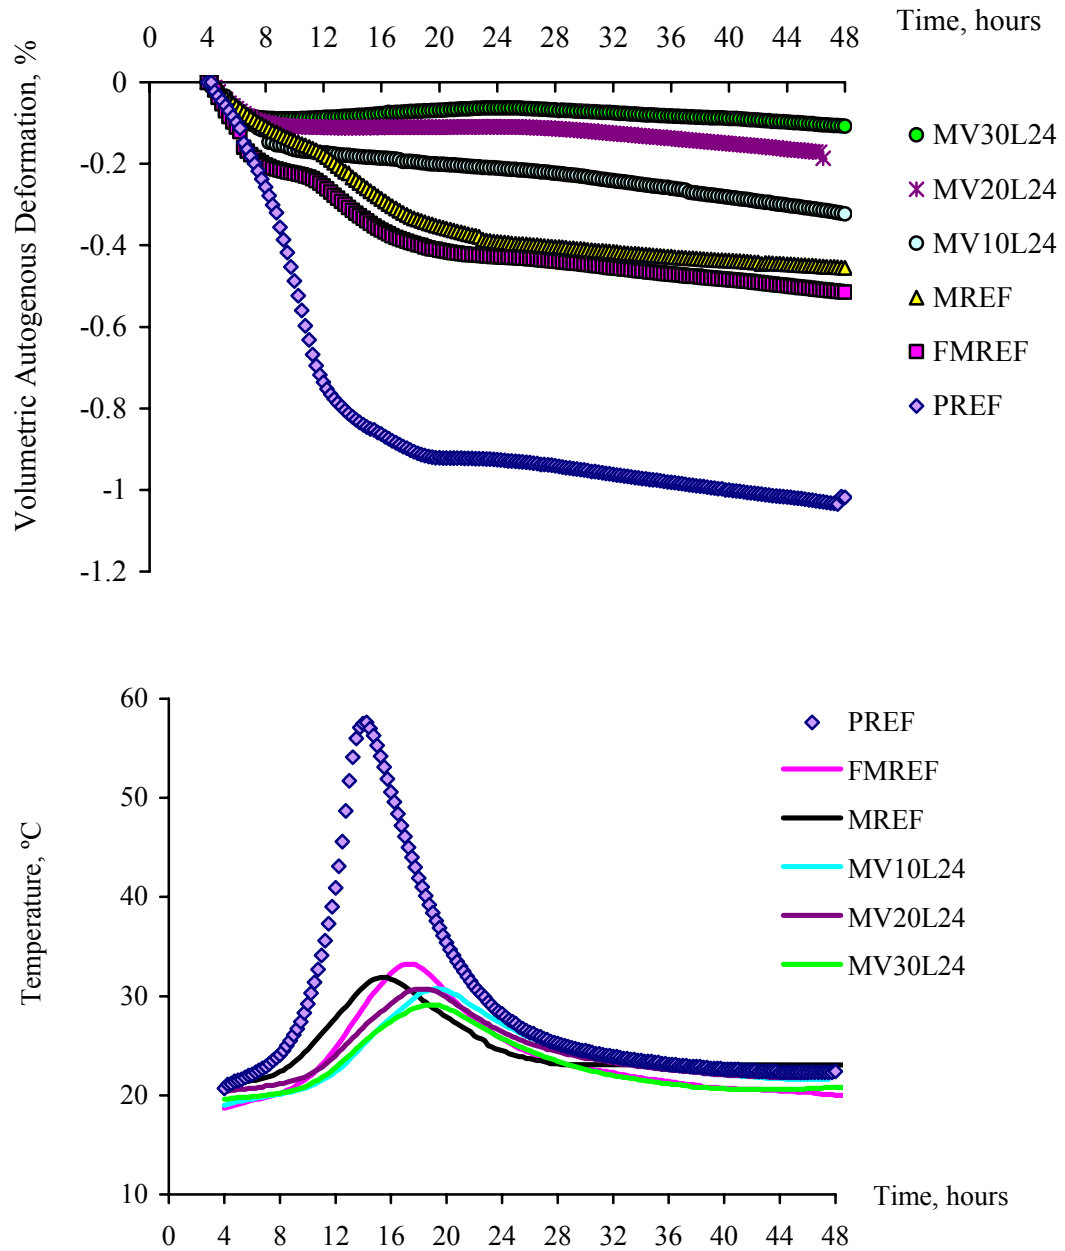 Time, hours
0 4 8 12 16 20 24 28 32 36 40 44 48
Volumetric Autogenous Deformation, %
0
-0.2
-0.4
-0.6
-0.8
-1
-1.2
MV30L24
MV20L24
MV10L24
MREF
FMREF
PREF
Temperature, ºC
60
50
40
30
20
10
PREF
FMREF
MREF
MV10L24
MV20L24
MV30L24
Time, hours
0 4 8 12 16 20 24 28 32 36 40 44 48